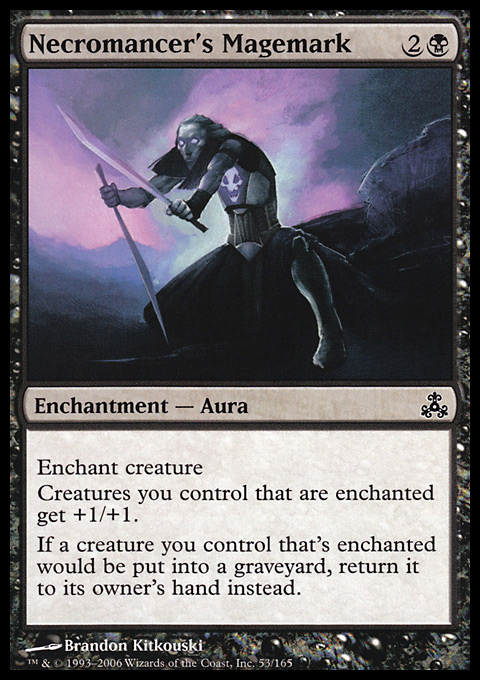 Necromancer's Magemark 2
Enchantment — Aura
Enchant creature
Creatures you control that are enchanted
get +1/+1.
If a creature you control that's enchanted
would be put into a graveyard, return it
to its owner's hand instead.
Brandon Kitkouski
™ & © 1993–2006 Wizards of the Coast, Inc. 53/165